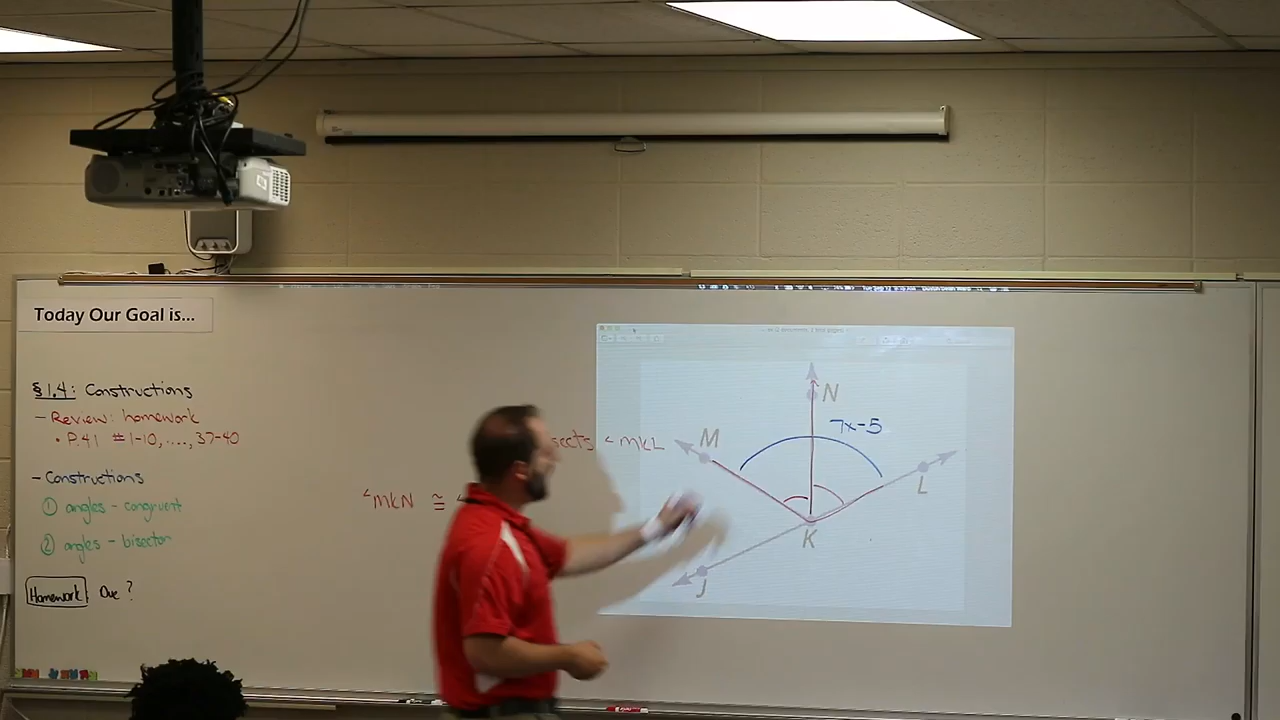 Today Our Goal is...
§1.4: Constructions
- Review: homework
• P.41 # 1-10, ..., 37-40
- Constructions
① angles - congruent
② angles - bisector
Homework Due?
sects ∠MKL
∠MKN ≅ ∠
N
7x-5
M
L
K
J